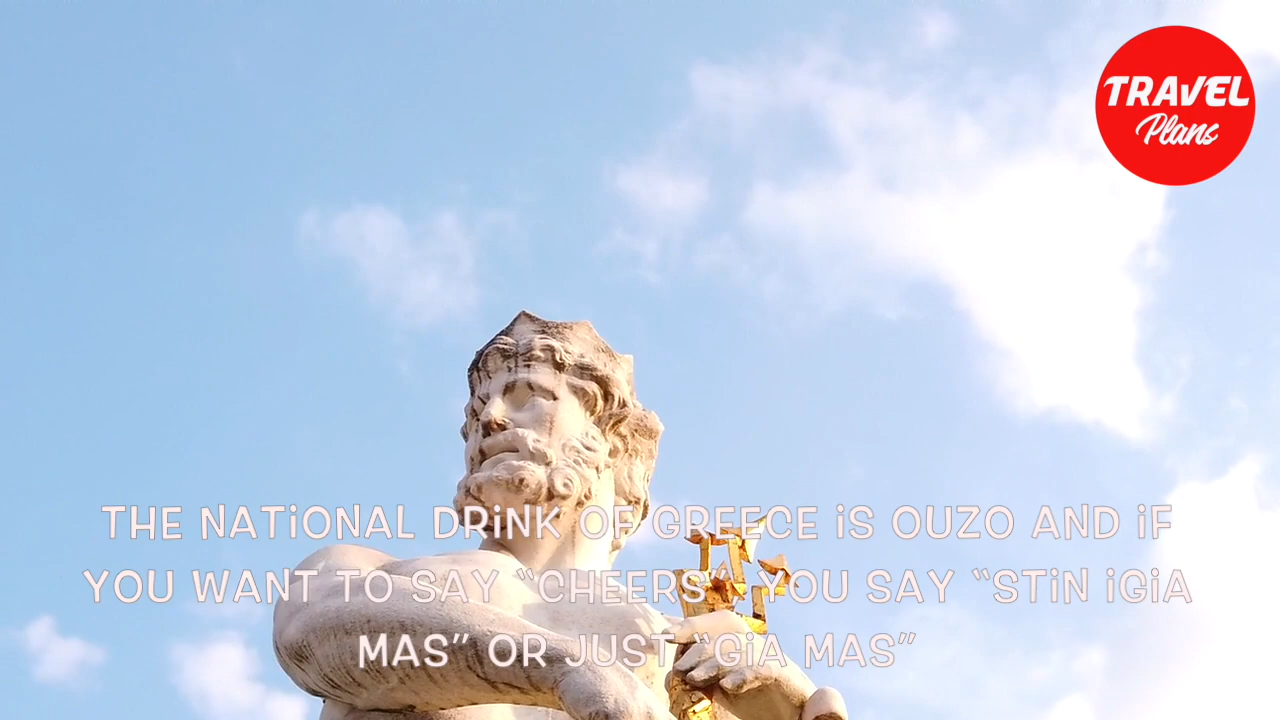 TRAVEL
Plans
THE NATiONAL DRiNK OF GREECE iS OUZO AND iF
YOU WANT TO SAY “CHEERS”, YOU SAY “STiN iGiA
MAS” OR JUST “GiA MAS”